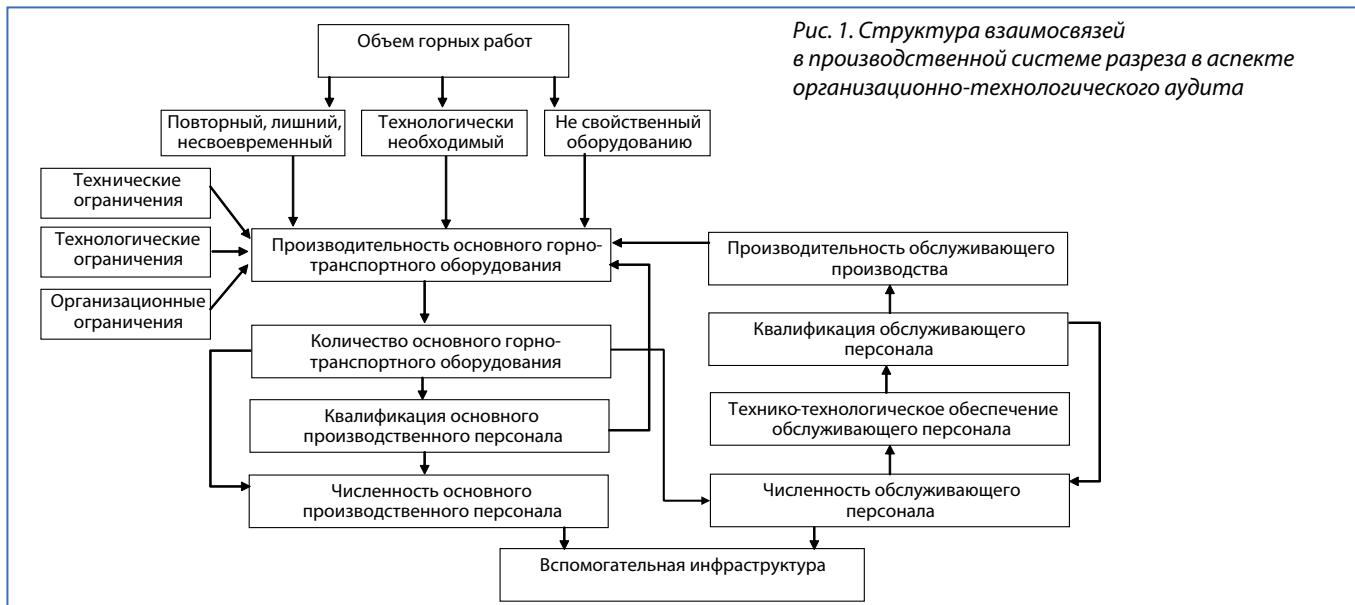 Объем горных работ
Рис. 1. Структура взаимосвязей
в производственной системе разреза в аспекте
организационно-технологического аудита
Повторный, лишний,
несвоевременный
Технологически
необходимый
Не свойственный
оборудованию
Технические
ограничения
Технологические
ограничения
Организационные
ограничения
Производительность основного горно-
транспортного оборудования
Производительность обслуживающего
производства
Количество основного горно-
транспортного оборудования
Квалификация обслуживающего
персонала
Квалификация основного
производственного персонала
Технико-технологическое обеспечение
обслуживающего персонала
Численность основного
производственного персонала
Численность обслуживающего
персонала
Вспомогательная инфраструктура